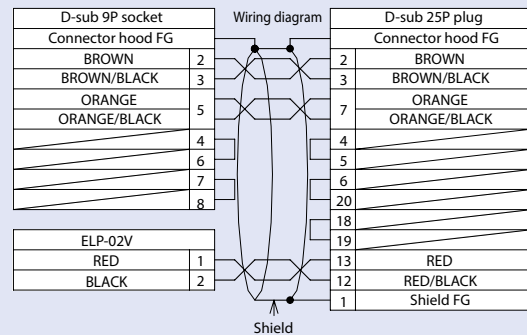 D-sub 9P socket Wiring diagram D-sub 25P plug
Connector hood FG Connector hood FG
BROWN 2 2 BROWN
BROWN/BLACK 3 3 BROWN/BLACK
ORANGE 5 7 ORANGE
ORANGE/BLACK ORANGE/BLACK
4 4
6 5
7 6
8 20
18
ELP-02V 19
RED 1 13 RED
BLACK 2 12 RED/BLACK
1 Shield FG
Shield